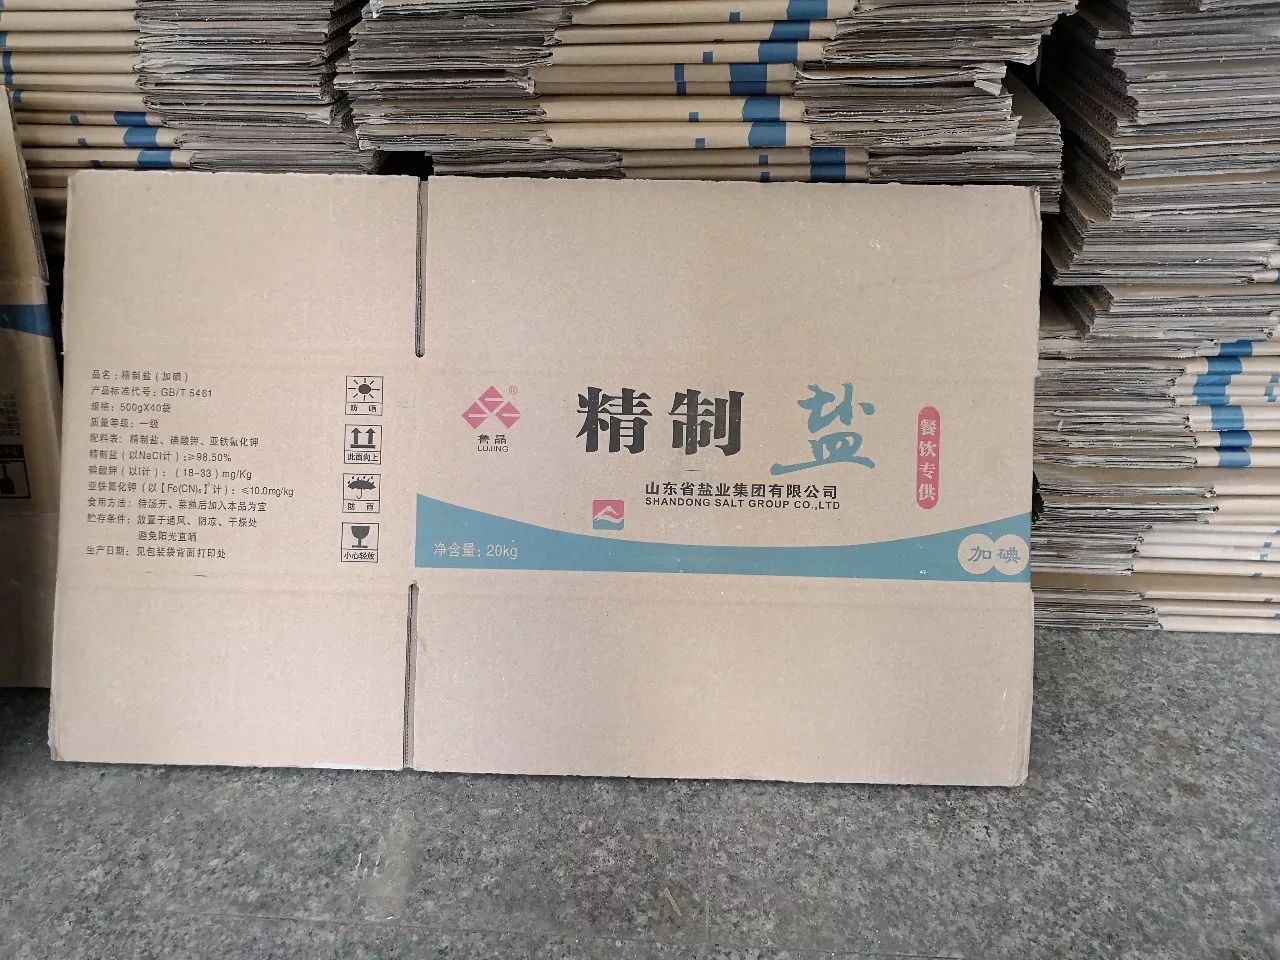 品名：精制盐（加碘）
产品标准代号：GB/T 5461
规格：500gX40袋
质量等级：一级
配料表：精制盐、碘酸钾、亚铁氰化钾
精制盐（以NaCl计）：≥98.50%
碘酸钾（以I计）：（18-33）mg/Kg
亚铁氰化钾（以【Fe(CN)₆】⁴⁻计）：≤10.0mg/kg
食用方法：待汤开、菜熟后加入本品为宜
贮存条件：放置于通风、阴凉、干燥处
避免阳光直晒
生产日期：见包装袋背面打印处
防晒
此面向上
防雨
小心轻放
®
鲁晶
LUJING
精制盐
餐饮专供
山东省盐业集团有限公司
SHANDONG SALT GROUP CO.,LTD
净含量：20kg
加碘